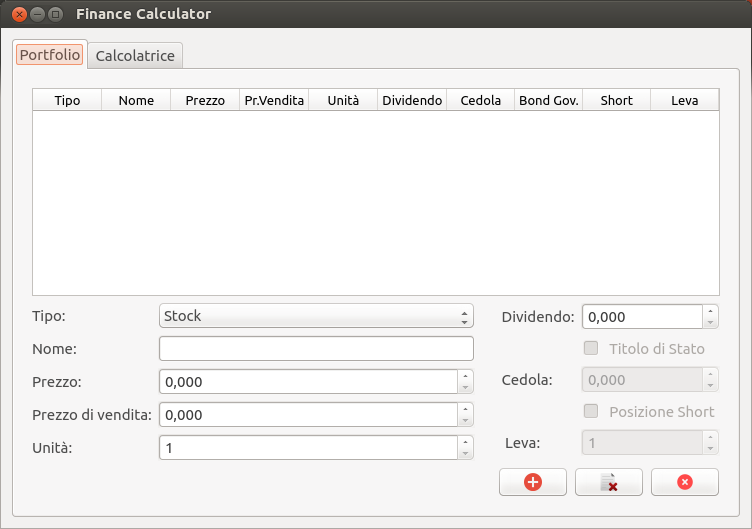 Finance Calculator
Portfolio Calcolatrice
Tipo Nome Prezzo Pr.Vendita Unità Dividendo Cedola Bond Gov. Short Leva
Tipo: Stock Dividendo: 0,000
Nome: Titolo di Stato
Prezzo: 0,000 Cedola: 0,000
Prezzo di vendita: 0,000 Posizione Short
Unità: 1 Leva: 1